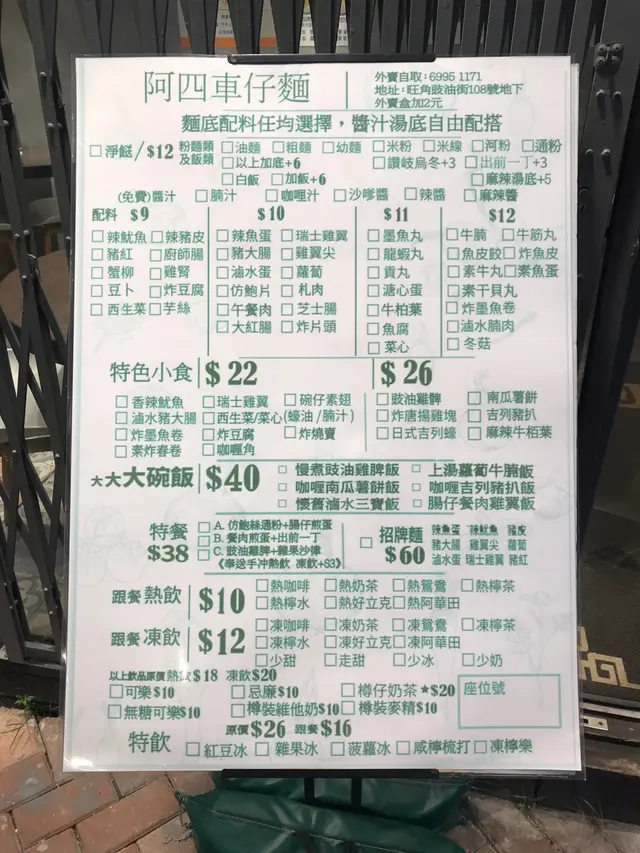 阿四車仔麵
外賣自取：6995 1171
地址：旺角豉油街108號地下
外賣盒加2元
麵底配料任均選擇，醬汁湯底自由配搭
□淨餸/$12 粉麵類及飯類 □油麵 □粗麵 □幼麵 □米粉 □米線 □河粉 □通粉
□以上加底+6 □讚岐烏冬+3 □出前一丁+3
□白飯 □加飯+6 □麻辣湯底+5
(免費)醬汁 □腩汁 □咖喱汁 □沙嗲醬 □辣醬 □麻辣醬
配料 $9
□辣魷魚 □辣豬皮
□豬紅 □廚師腸
□蟹柳 □雞腎
□豆卜 □炸豆腐
□西生菜 □芋絲
$10
□辣魚蛋 □瑞士雞翼
□豬大腸 □雞翼尖
□滷水蛋 □蘿蔔
□仿鮑片 □札肉
□午餐肉 □芝士腸
□大紅腸 □炸片頭
$11
□墨魚丸
□龍蝦丸
□貢丸
□溏心蛋
□牛柏葉
□魚腐
□菜心
$12
□牛腩 □牛筋丸
□魚皮餃 □炸魚皮
□素牛丸 □素魚蛋
□素干貝丸
□炸墨魚卷
□滷水腩肉
□冬菇
特色小食 $22
□香辣魷魚 □瑞士雞翼 □碗仔素翅
□滷水豬大腸 □西生菜/菜心(蠔油/腩汁)
□炸墨魚卷 □炸豆腐 □炸燒賣
□素炸春卷 □咖喱角
$26
□豉油雞髀 □南瓜薯餅
□炸唐揚雞塊 □吉列豬扒
□日式吉列蠔 □麻辣牛栢葉
大大大碗飯 $40
□慢煮豉油雞脾飯 □上湯蘿蔔牛腩飯
□咖喱南瓜薯餅飯 □咖喱吉列豬扒飯
□懷舊滷水三寶飯 □腸仔餐肉雞翼飯
特餐 $38
□A. 仿鮑絲通粉+腸仔煎蛋
□B. 餐肉煎蛋+出前一丁
□C. 豉油雞脾+雜果沙律
《奉送手冲熱飲 凍飲+$3》
□招牌麵 $60
辣魚蛋 辣魷魚 豬皮
豬大腸 雞翼尖 蘿蔔
滷水蛋 瑞士雞翼 豬紅
跟餐熱飲 $10
□熱咖啡 □熱奶茶 □熱鴛鴦 □熱檸茶
□熱檸水 □熱好立克 □熱阿華田
跟餐凍飲 $12
□凍咖啡 □凍奶茶 □凍鴛鴦 □凍檸茶
□凍檸水 □凍好立克 □凍阿華田
□少甜 □走甜 □少冰 □少奶
以上飲品原價 熱飲$18 凍飲$20
□可樂$10 □忌廉$10 □樽仔奶茶★$20
□無糖可樂$10 □樽裝維他奶$10 □樽裝麥精$10
座位號
原價$26 跟餐$16
特飲 □紅豆冰 □雜果冰 □菠蘿冰 □咸檸梳打 □凍檸樂